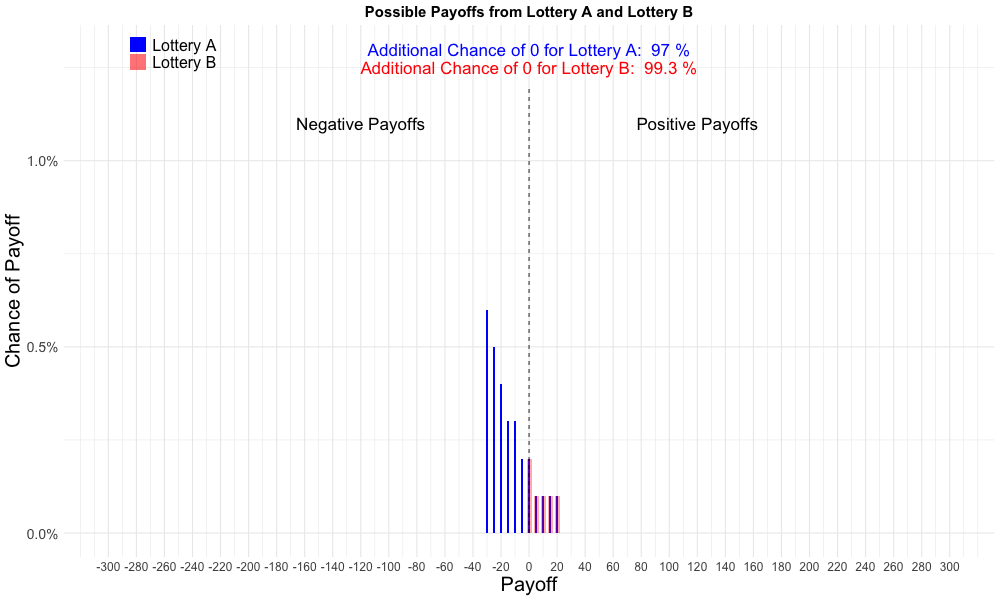 Possible Payoffs from Lottery A and Lottery B
Lottery A
Lottery B
Additional Chance of 0 for Lottery A: 97 %
Additional Chance of 0 for Lottery B: 99.3 %
Negative Payoffs
Positive Payoffs
Chance of Payoff
1.0%
0.5%
0.0%
-300 -280 -260 -240 -220 -200 -180 -160 -140 -120 -100 -80 -60 -40 -20 0 20 40 60 80 100 120 140 160 180 200 220 240 260 280 300
Payoff